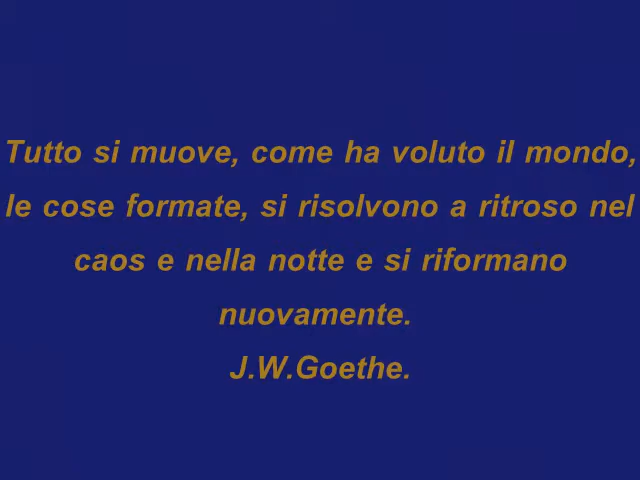 Tutto si muove, come ha voluto il mondo,
le cose formate, si risolvono a ritroso nel
caos e nella notte e si riformano
nuovamente.
J.W.Goethe.